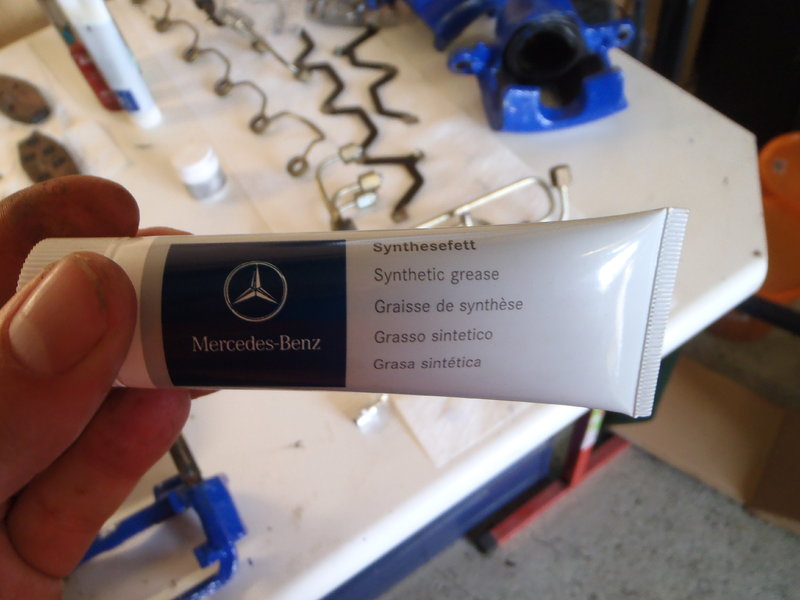 Mercedes-Benz
Synthesefett
Synthetic grease
Graisse de synthèse
Grasso sintetico
Grasa sintética